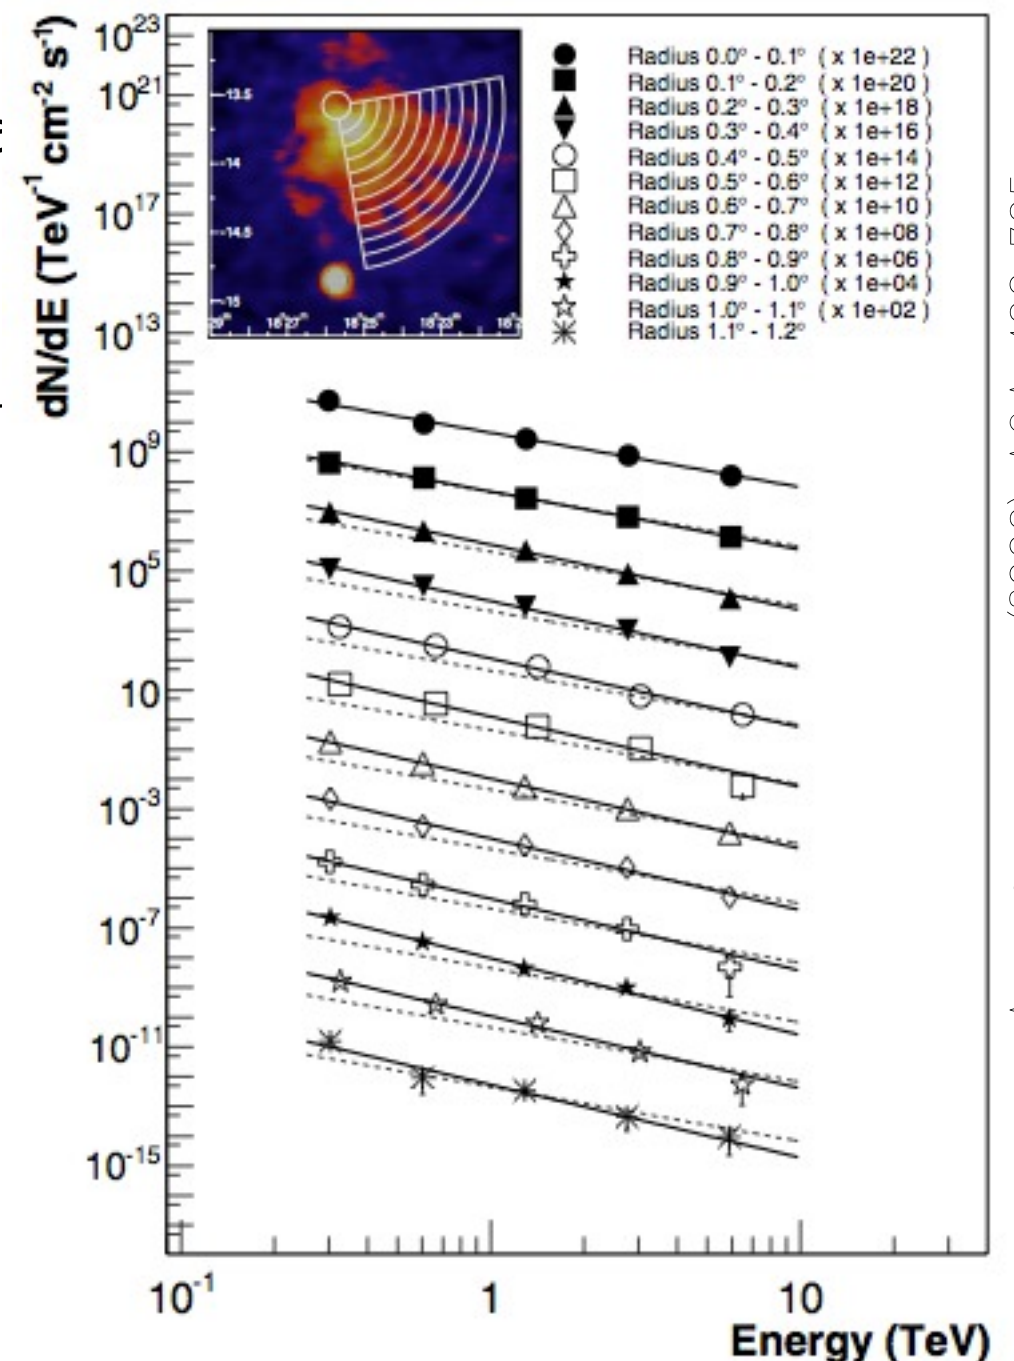 dN/dE (TeV⁻¹ cm⁻² s⁻¹)
10²³
10²¹
10¹⁷
10¹³
10⁹
10⁵
10
10⁻³
10⁻⁷
10⁻¹¹
10⁻¹⁵
-13.5
-14
-14.5
-15
18ʰ27ᵐ
18ʰ25ᵐ
18ʰ23ᵐ
Radius 0.0° - 0.1° ( x 1e+22 )
Radius 0.1° - 0.2° ( x 1e+20 )
Radius 0.2° - 0.3° ( x 1e+18 )
Radius 0.3° - 0.4° ( x 1e+16 )
Radius 0.4° - 0.5° ( x 1e+14 )
Radius 0.5° - 0.6° ( x 1e+12 )
Radius 0.6° - 0.7° ( x 1e+10 )
Radius 0.7° - 0.8° ( x 1e+08 )
Radius 0.8° - 0.9° ( x 1e+06 )
Radius 0.9° - 1.0° ( x 1e+04 )
Radius 1.0° - 1.1° ( x 1e+02 )
Radius 1.1° - 1.2°
10⁻¹
1
10
Energy (TeV)